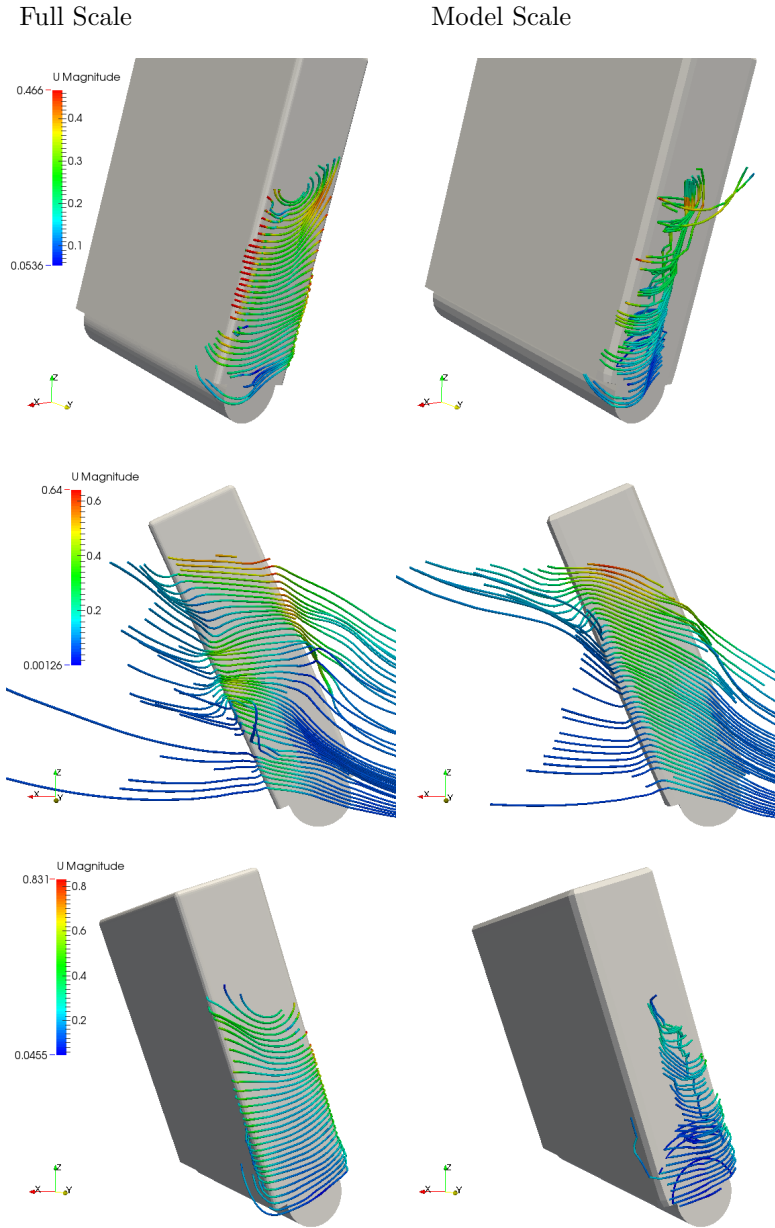 Full Scale
Model Scale
U Magnitude
0.466
0.4
0.3
0.2
0.1
0.0536
Z
X
Y
Z
X
Y
U Magnitude
0.64
0.6
0.4
0.2
0.00126
Z
X
Y
Z
X
Y
U Magnitude
0.831
0.8
0.6
0.4
0.2
0.0455
Z
X
Y
Z
X
Y